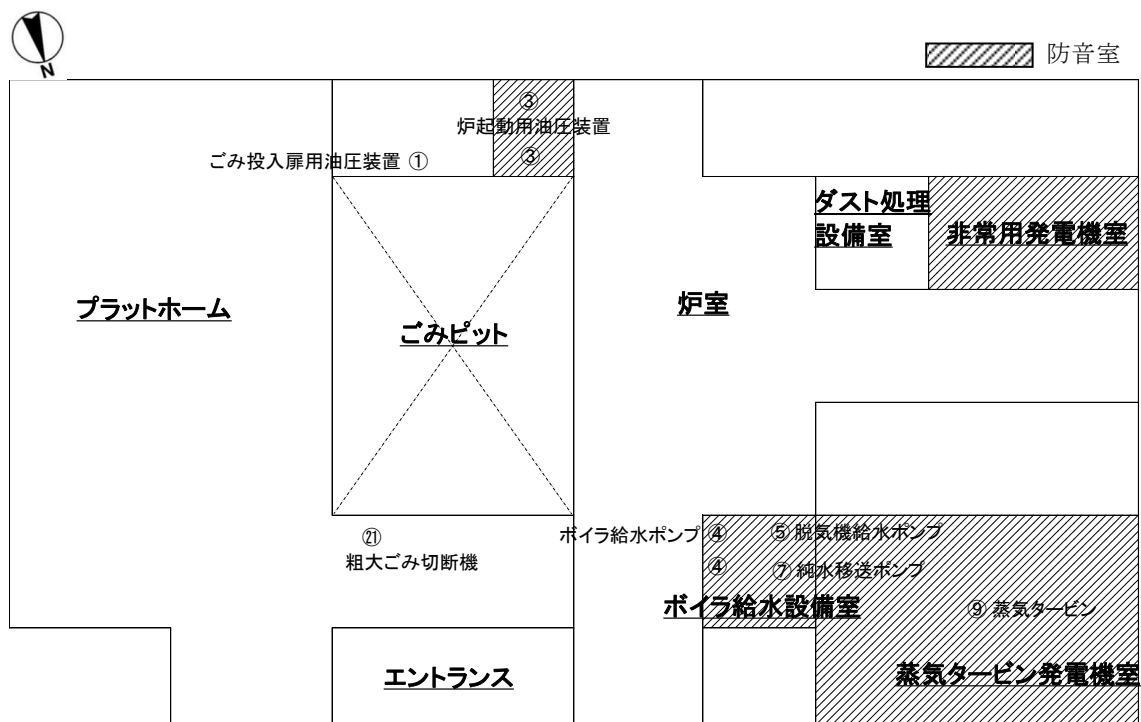 N
防音室
③
炉起動用油圧装置
ごみ投入扉用油圧装置 ①
③
ダスト処理
設備室
非常用発電機室
プラットホーム
ごみピット
炉室
㉑
粗大ごみ切断機
ボイラ給水ポンプ ④
⑤ 脱気機給水ポンプ
④
⑦ 純水移送ポンプ
ボイラ給水設備室
⑨ 蒸気タービン
エントランス
蒸気タービン発電機室